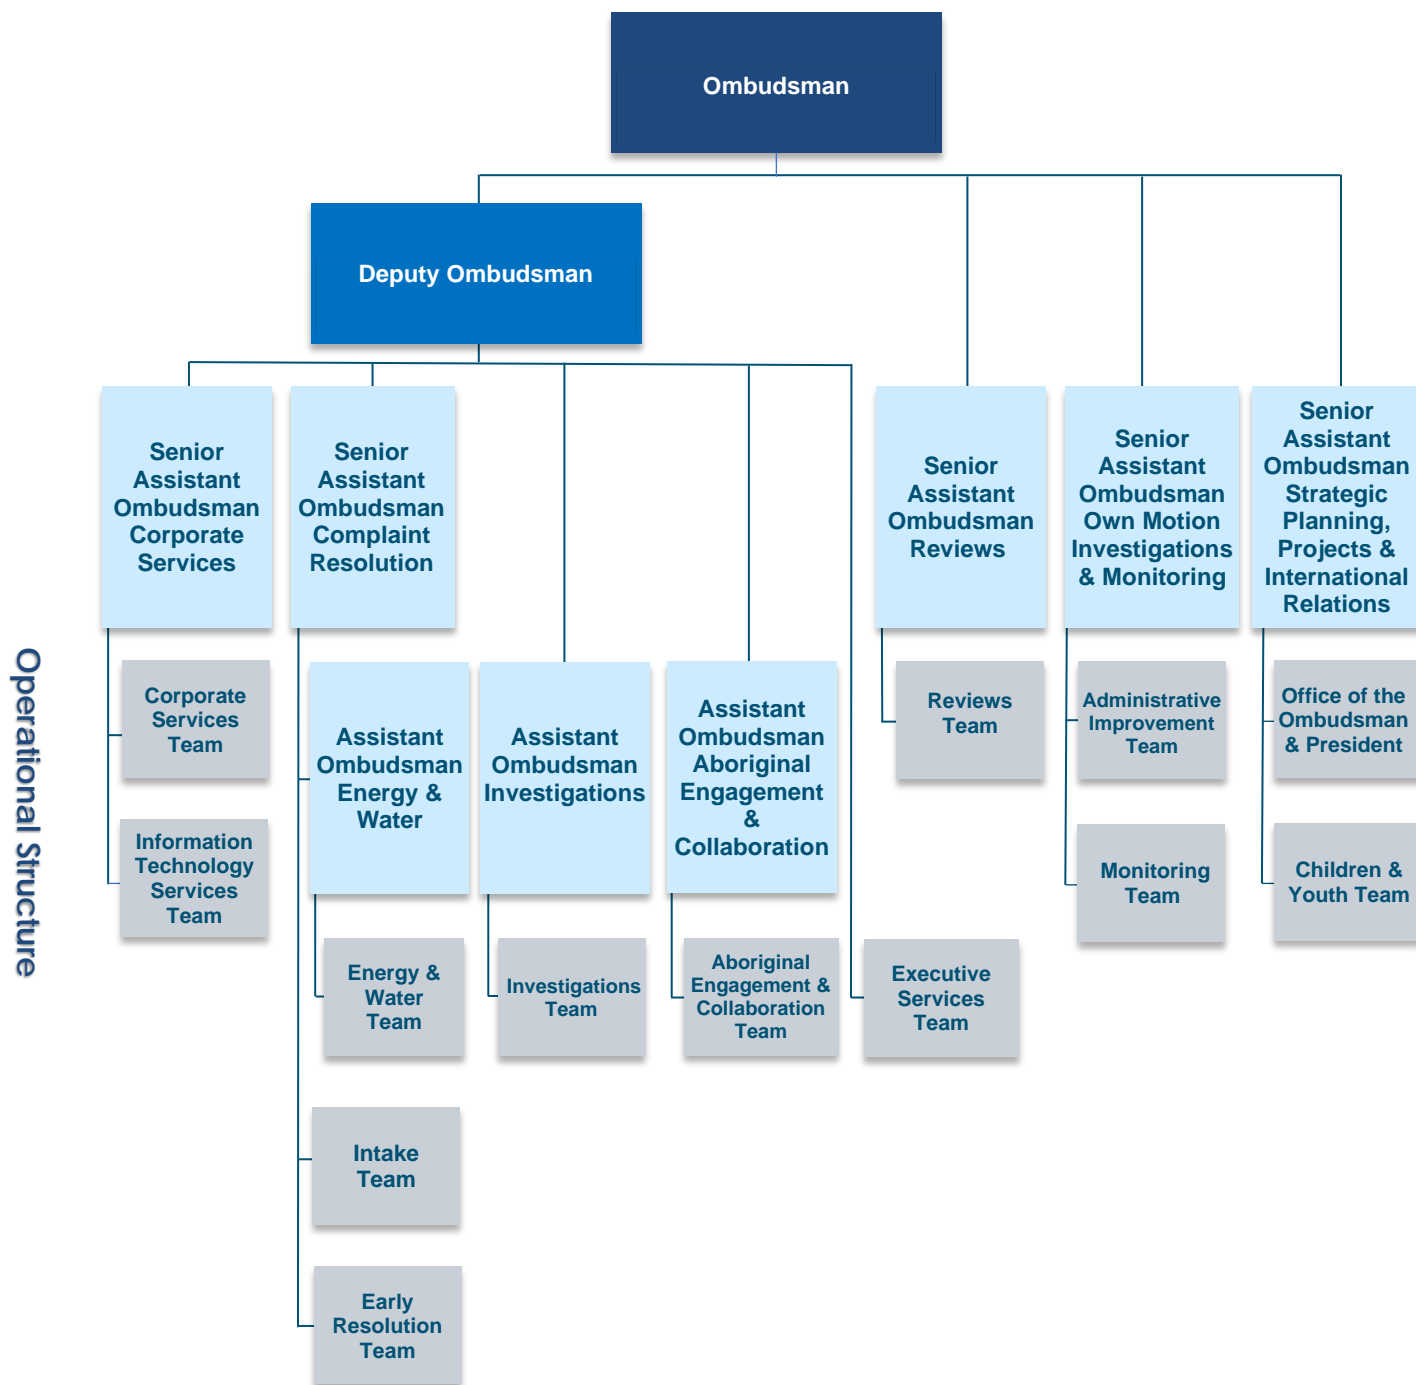 Ombudsman
Deputy Ombudsman
Senior
Assistant
Ombudsman
Corporate
Services
Senior
Assistant
Ombudsman
Complaint
Resolution
Senior
Assistant
Ombudsman
Reviews
Senior
Assistant
Ombudsman
Own Motion
Investigations
& Monitoring
Senior
Assistant
Ombudsman
Strategic
Planning,
Projects &
International
Relations
Operational Structure
Corporate
Services
Team
Information
Technology
Services
Team
Assistant
Ombudsman
Energy &
Water
Assistant
Ombudsman
Investigations
Assistant
Ombudsman
Aboriginal
Engagement
&
Collaboration
Reviews
Team
Administrative
Improvement
Team
Office of the
Ombudsman
& President
Monitoring
Team
Children &
Youth Team
Energy &
Water
Team
Investigations
Team
Aboriginal
Engagement &
Collaboration
Team
Executive
Services
Team
Intake
Team
Early
Resolution
Team